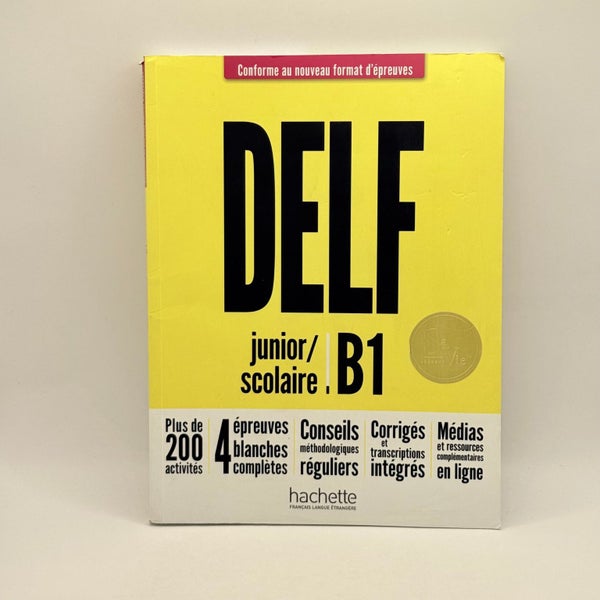 Conforme au nouveau format d'épreuves
DELF
junior/
scolaire
B1
Plus de
200
activités
4
épreuves
blanches
complètes
Conseils
méthodologiques
réguliers
Corrigés
et
transcriptions
intégrés
Médias
et ressources
complémentaires
en ligne
hachette
FRANÇAIS LANGUE ÉTRANGÈRE